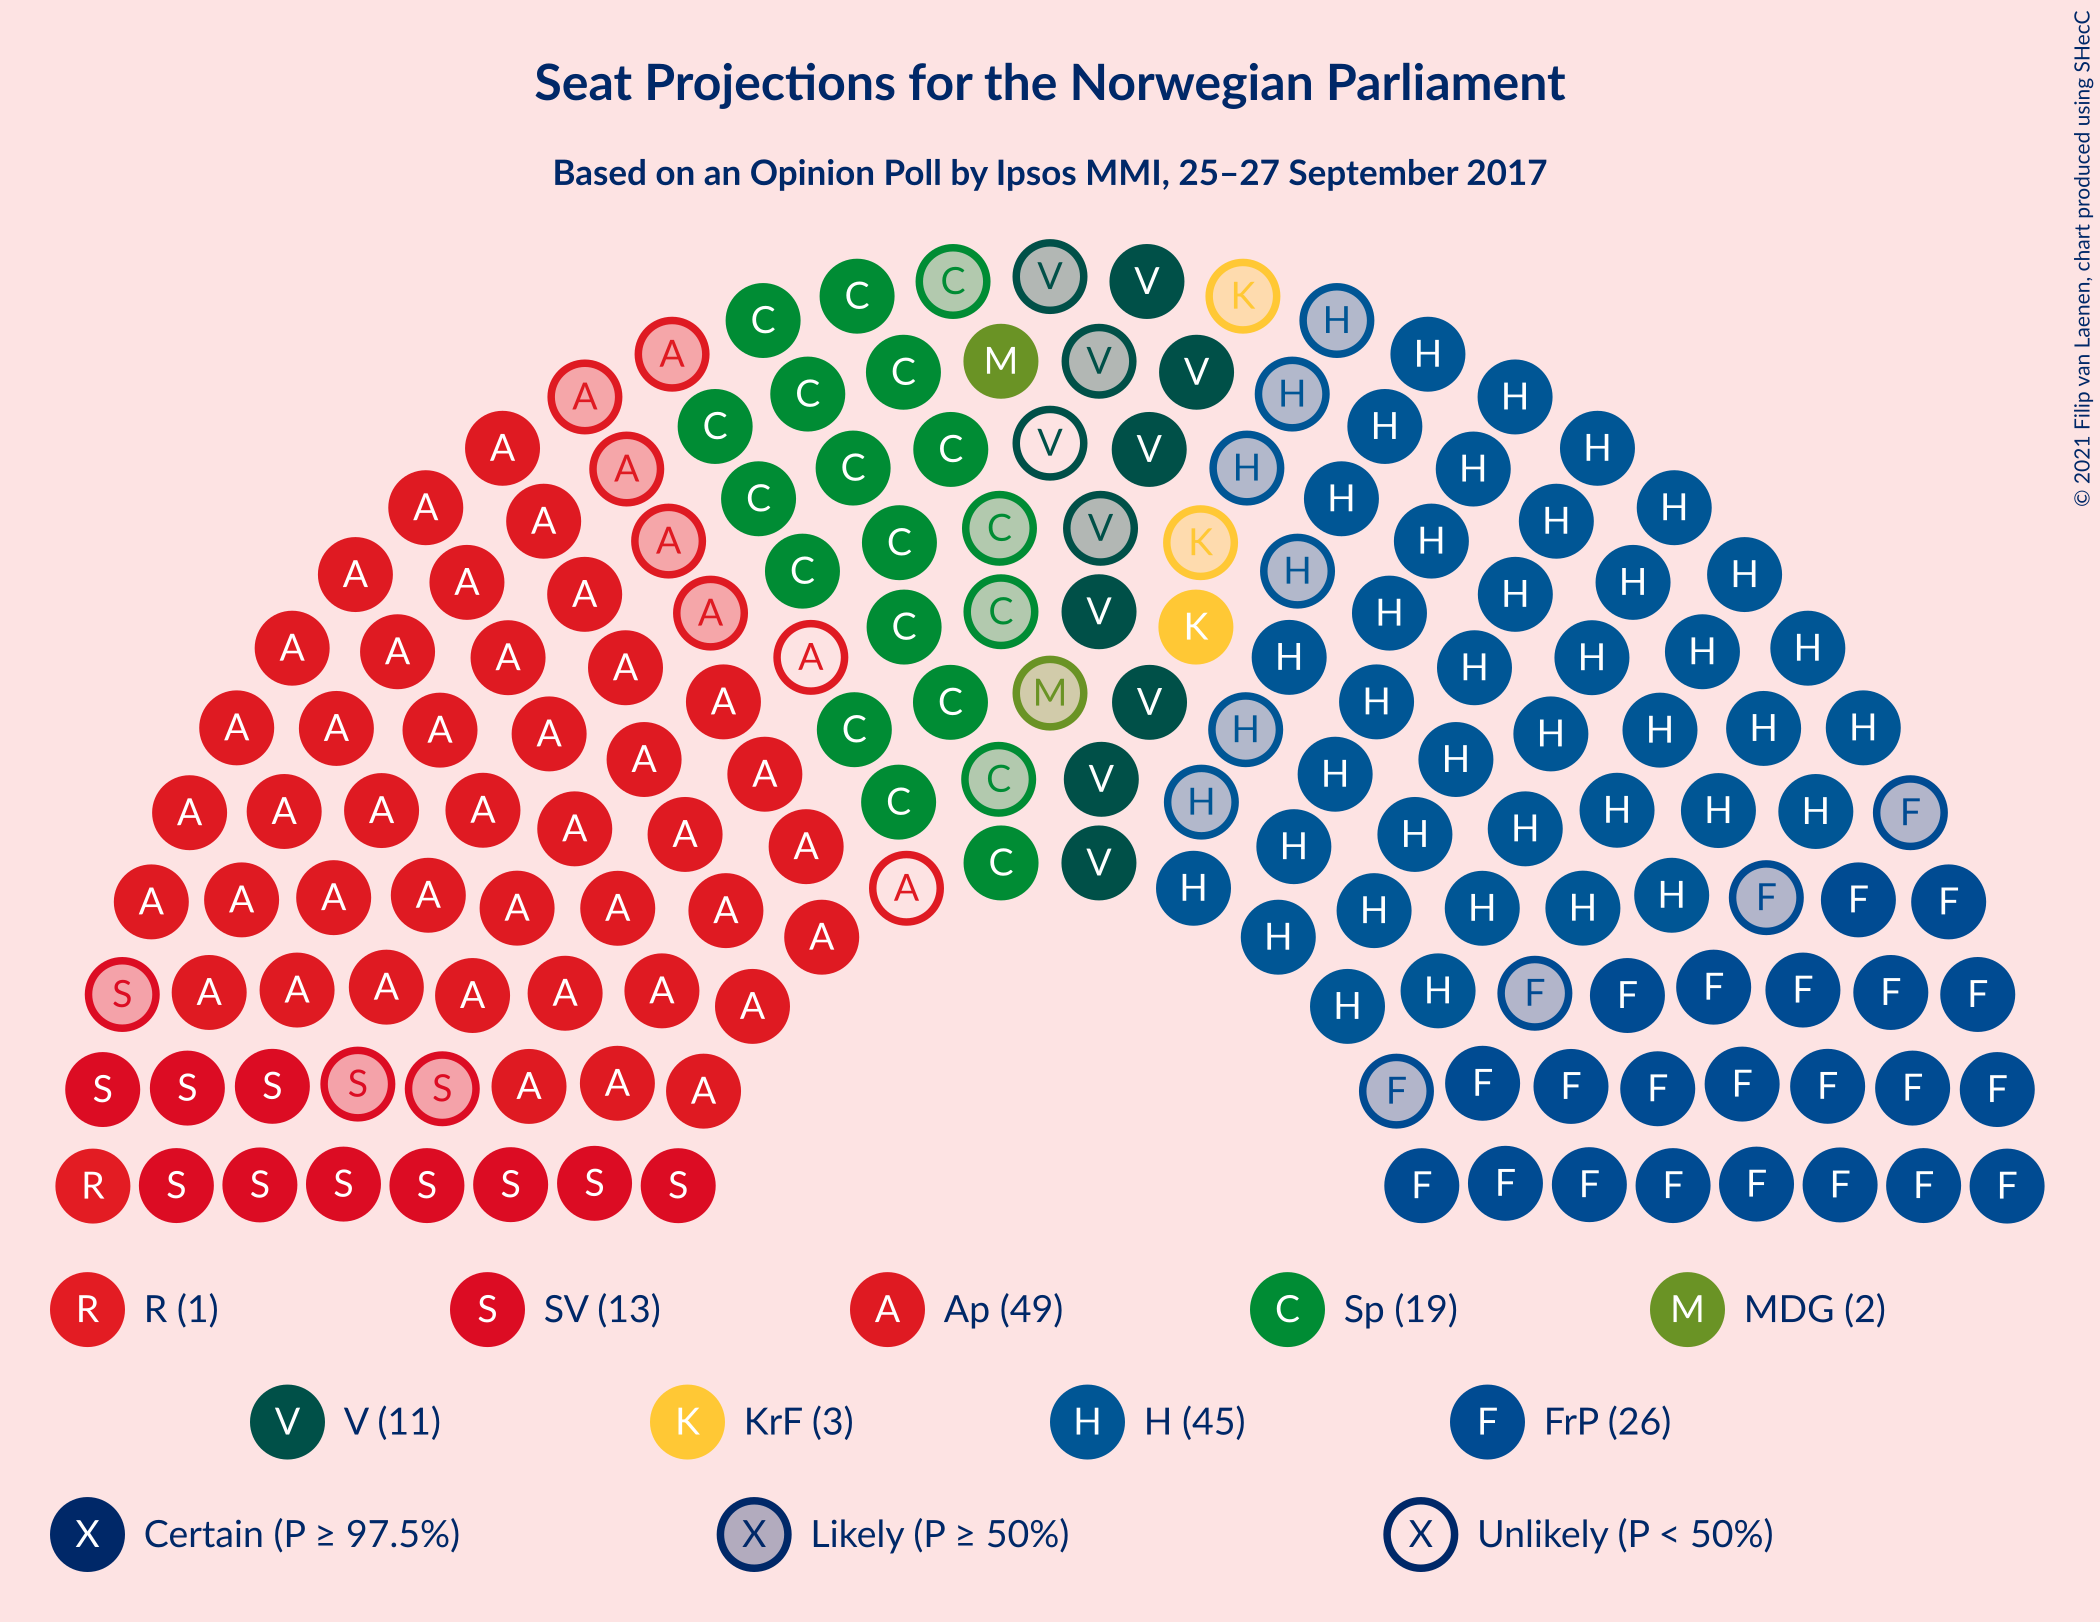 Seat Projections for the Norwegian Parliament
Based on an Opinion Poll by Ipsos MMI, 25–27 September 2017
© 2021 Filip van Laenen, chart produced using SHecC
C C C V V K H H
A A C C C M V V H H H H
A A C C C V V H H H H
A A A C C C V K H H H H
A A A A C C V K H H H H
A A A A A C C M V H H H H H
A A A A A A C C V H H H H H H
A A A A A A A A C V H H H H H H H F
A A A A A A A A H H H H H H F F F
S A A A A A A A H H F F F F F F
S S S S S A A A F F F F F F F F
R S S S S S S S F F F F F F F F
R R (1) S SV (13) A Ap (49) C Sp (19) M MDG (2)
V V (11) K KrF (3) H H (45) F FrP (26)
X Certain (P ≥ 97.5%) X Likely (P ≥ 50%) X Unlikely (P < 50%)